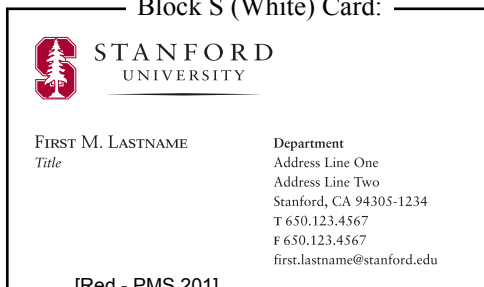 Block S (White) Card:
STANFORD
UNIVERSITY
FIRST M. LASTNAME
Title
Department
Address Line One
Address Line Two
Stanford, CA 94305-1234
T 650.123.4567
F 650.123.4567
first.lastname@stanford.edu
[Red - PMS 201]